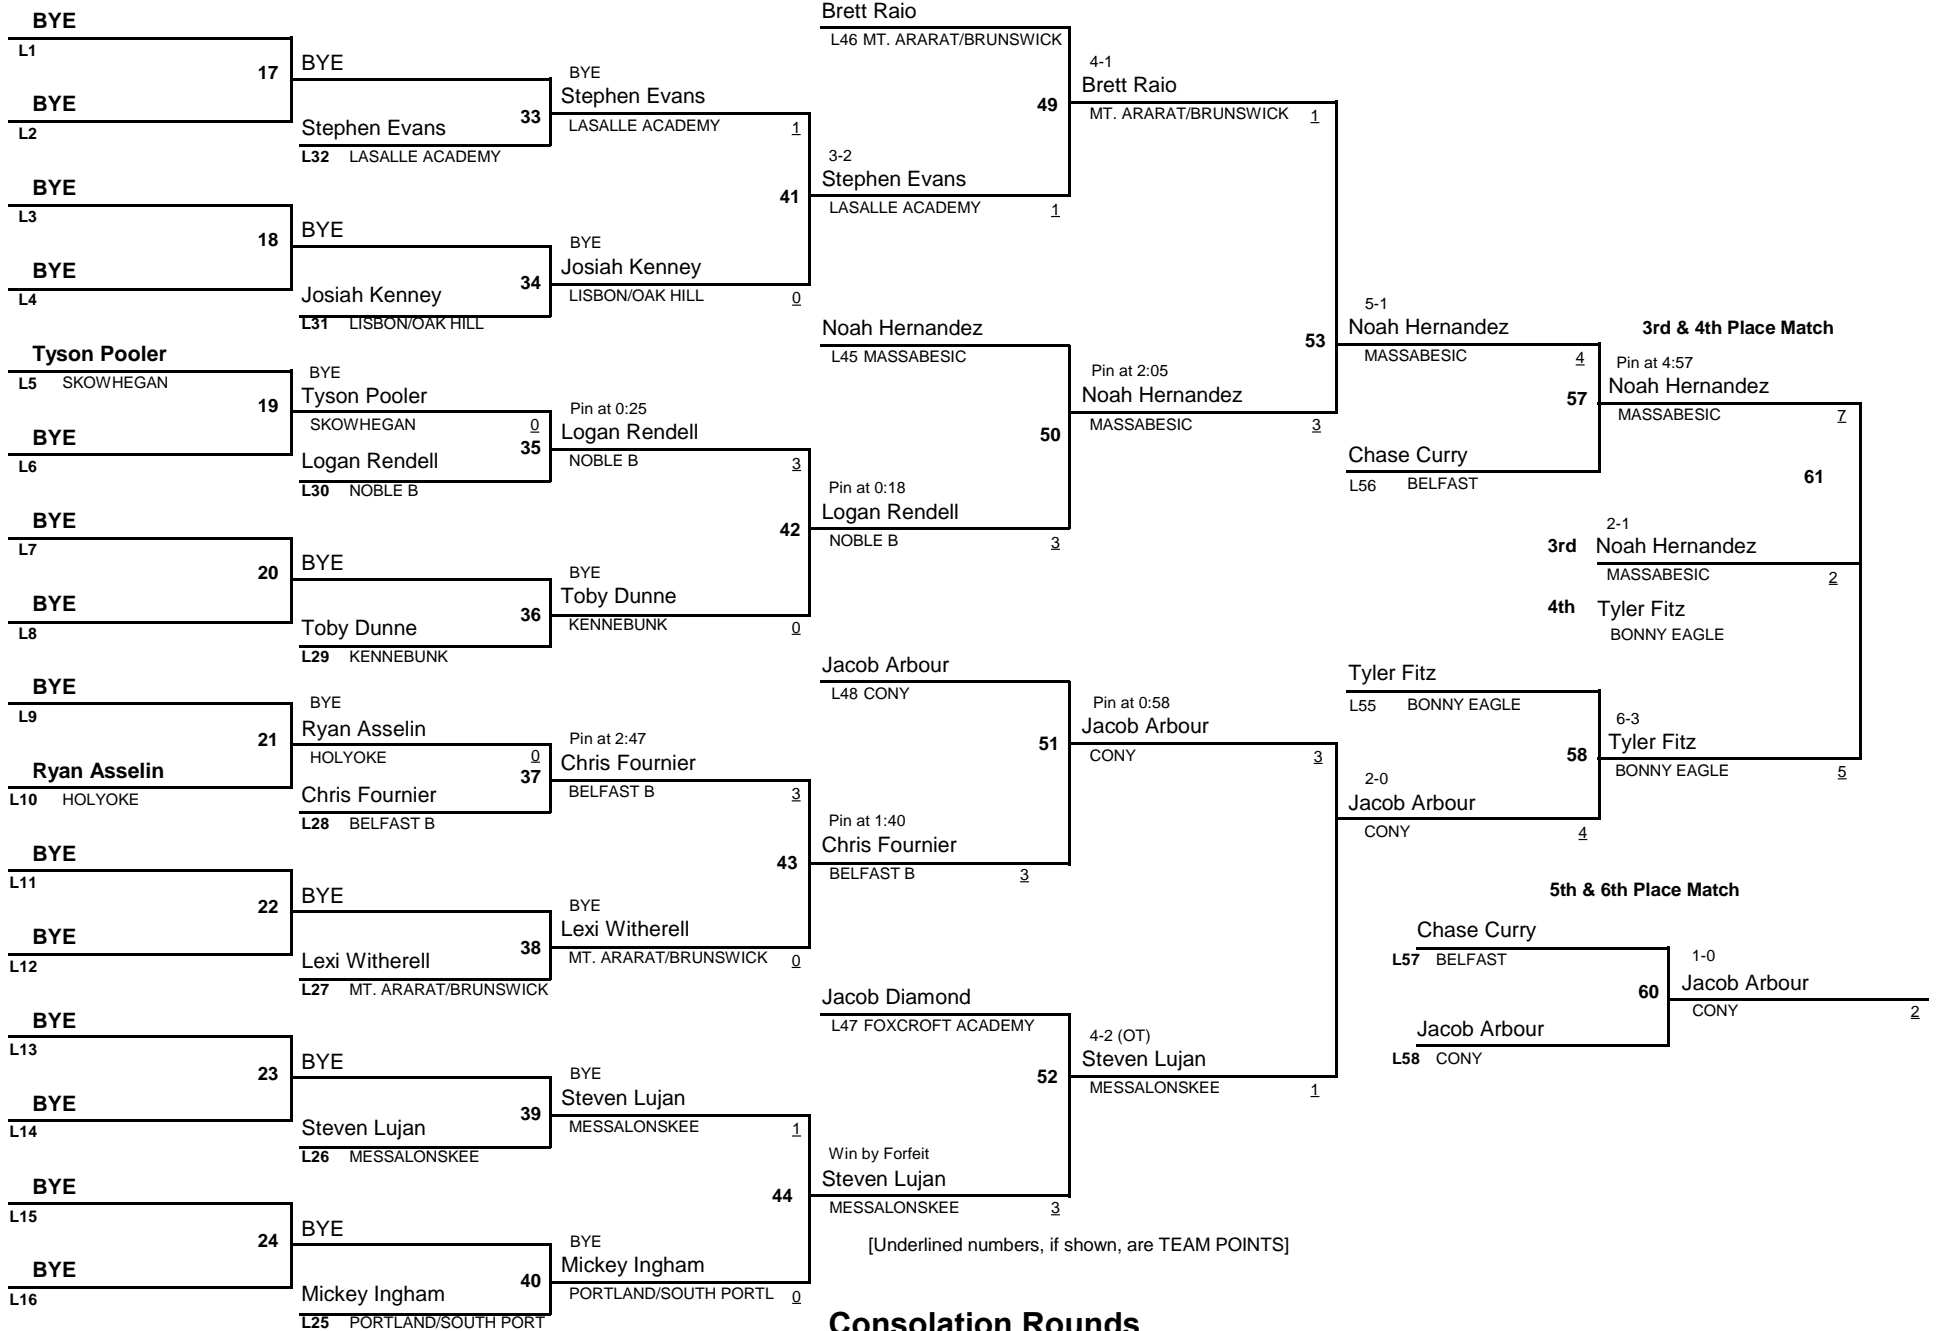 BYE
L1
17
BYE
L2
BYE
L3
18
BYE
L4
Tyson Pooler
L5 SKOWHEGAN
19
BYE
L6
BYE
L7
20
BYE
L8
BYE
L9
21
Ryan Asselin
L10 HOLYOKE
BYE
L11
22
BYE
L12
BYE
L13
23
BYE
L14
BYE
L15
24
BYE
L16
BYE
33
Stephen Evans
L32 LASALLE ACADEMY
BYE
34
Josiah Kenney
L31 LISBON/OAK HILL
BYE
Tyson Pooler
SKOWHEGAN 0
35
Logan Rendell
L30 NOBLE B
BYE
36
Toby Dunne
L29 KENNEBUNK
BYE
Ryan Asselin
HOLYOKE 0
37
Chris Fournier
L28 BELFAST B
BYE
38
Lexi Witherell
L27 MT. ARARAT/BRUNSWICK
BYE
39
Steven Lujan
L26 MESSALONSKEE
BYE
40
Mickey Ingham
L25 PORTLAND/SOUTH PORT
BYE
Stephen Evans
LASALLE ACADEMY 1
41
BYE
Josiah Kenney
LISBON/OAK HILL 0
Pin at 0:25
Logan Rendell
NOBLE B 3
42
BYE
Toby Dunne
KENNEBUNK 0
Pin at 2:47
Chris Fournier
BELFAST B 3
43
BYE
Lexi Witherell
MT. ARARAT/BRUNSWICK 0
BYE
Steven Lujan
MESSALONSKEE 1
44
BYE
Mickey Ingham
PORTLAND/SOUTH PORTL 0
Brett Raio
L46 MT. ARARAT/BRUNSWICK
49
3-2
Stephen Evans
LASALLE ACADEMY 1
Noah Hernandez
L45 MASSABESIC
50
Pin at 0:18
Logan Rendell
NOBLE B 3
Jacob Arbour
L48 CONY
51
Pin at 1:40
Chris Fournier
BELFAST B 3
Jacob Diamond
L47 FOXCROFT ACADEMY
52
Win by Forfeit
Steven Lujan
MESSALONSKEE 3
4-1
Brett Raio
MT. ARARAT/BRUNSWICK 1
53
Pin at 2:05
Noah Hernandez
MASSABESIC 3
Pin at 0:58
Jacob Arbour
CONY 3
4-2 (OT)
Steven Lujan
MESSALONSKEE 1
5-1
Noah Hernandez
MASSABESIC 4
57
Chase Curry
L56 BELFAST
Tyler Fitz
L55 BONNY EAGLE
58
2-0
Jacob Arbour
CONY 4
3rd & 4th Place Match
Pin at 4:57
Noah Hernandez
MASSABESIC 7
61
2-1
3rd Noah Hernandez
MASSABESIC 2
4th Tyler Fitz
BONNY EAGLE
6-3
Tyler Fitz
BONNY EAGLE 5
5th & 6th Place Match
Chase Curry
L57 BELFAST
60
Jacob Arbour
L58 CONY
1-0
Jacob Arbour
CONY 2
[Underlined numbers, if shown, are TEAM POINTS]
Consolation Rounds